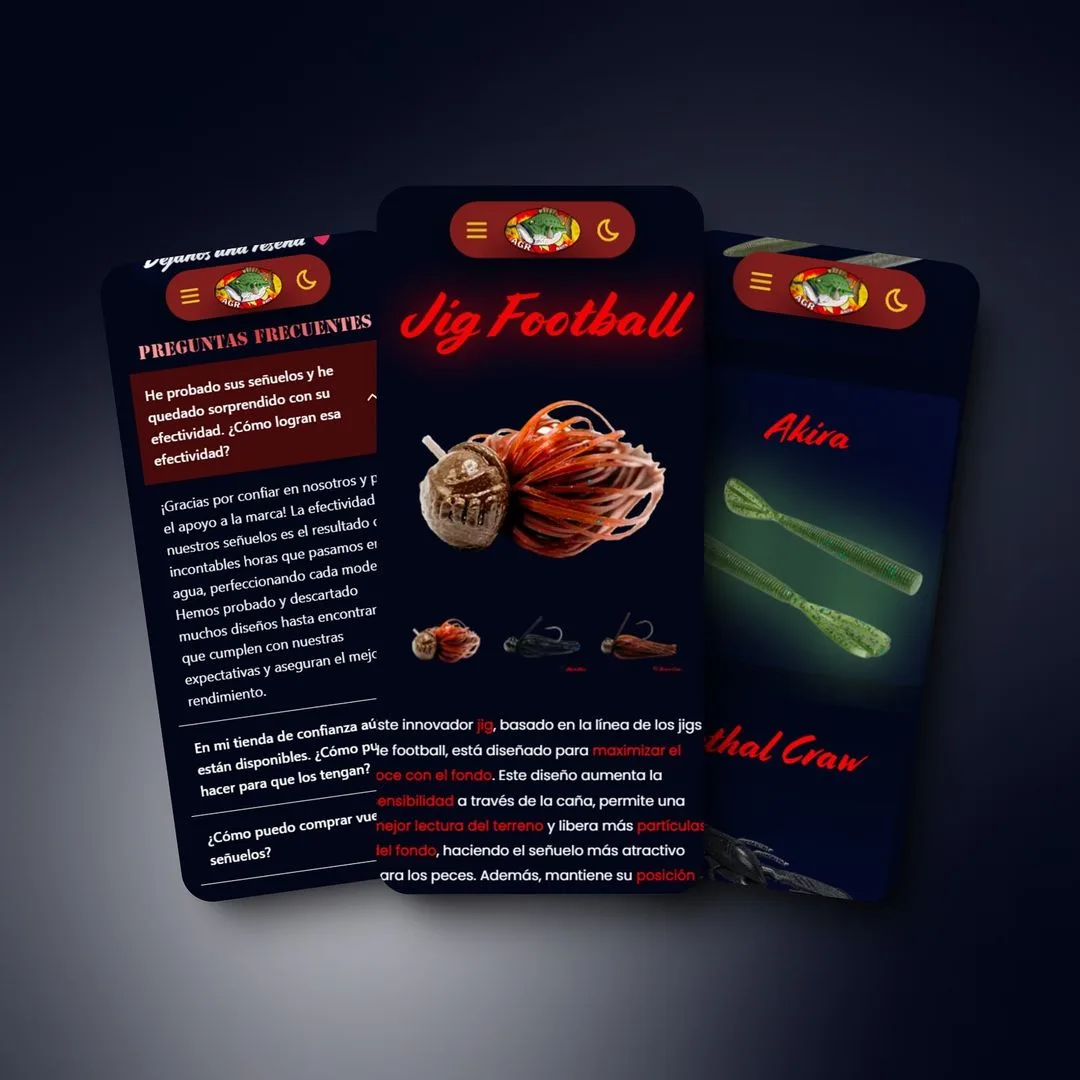 Déjanos una reseña
AGR
PREGUNTAS FRECUENTES
He probado sus señuelos y he
quedado sorprendido con su
efectividad. ¿Cómo logran esa
efectividad?
¡Gracias por confiar en nosotros y p
el apoyo a la marca! La efectividad
nuestros señuelos es el resultado
incontables horas que pasamos e
agua, perfeccionando cada mode
Hemos probado y descartado
muchos diseños hasta encontrar
que cumplen con nuestras
expectativas y aseguran el mejo
rendimiento.
En mi tienda de confianza aú
están disponibles. ¿Cómo pu
hacer para que los tengan?
¿Cómo puedo comprar vue
señuelos?
AGR
Jig Football
ste innovador jig, basado en la línea de los jigs
de football, está diseñado para maximizar el
oce con el fondo. Este diseño aumenta la
ensibilidad a través de la caña, permite una
mejor lectura del terreno y libera más partículas
del fondo, haciendo el señuelo más atractivo
ara los peces. Además, mantiene su posición
AGR
Akira
thal Craw